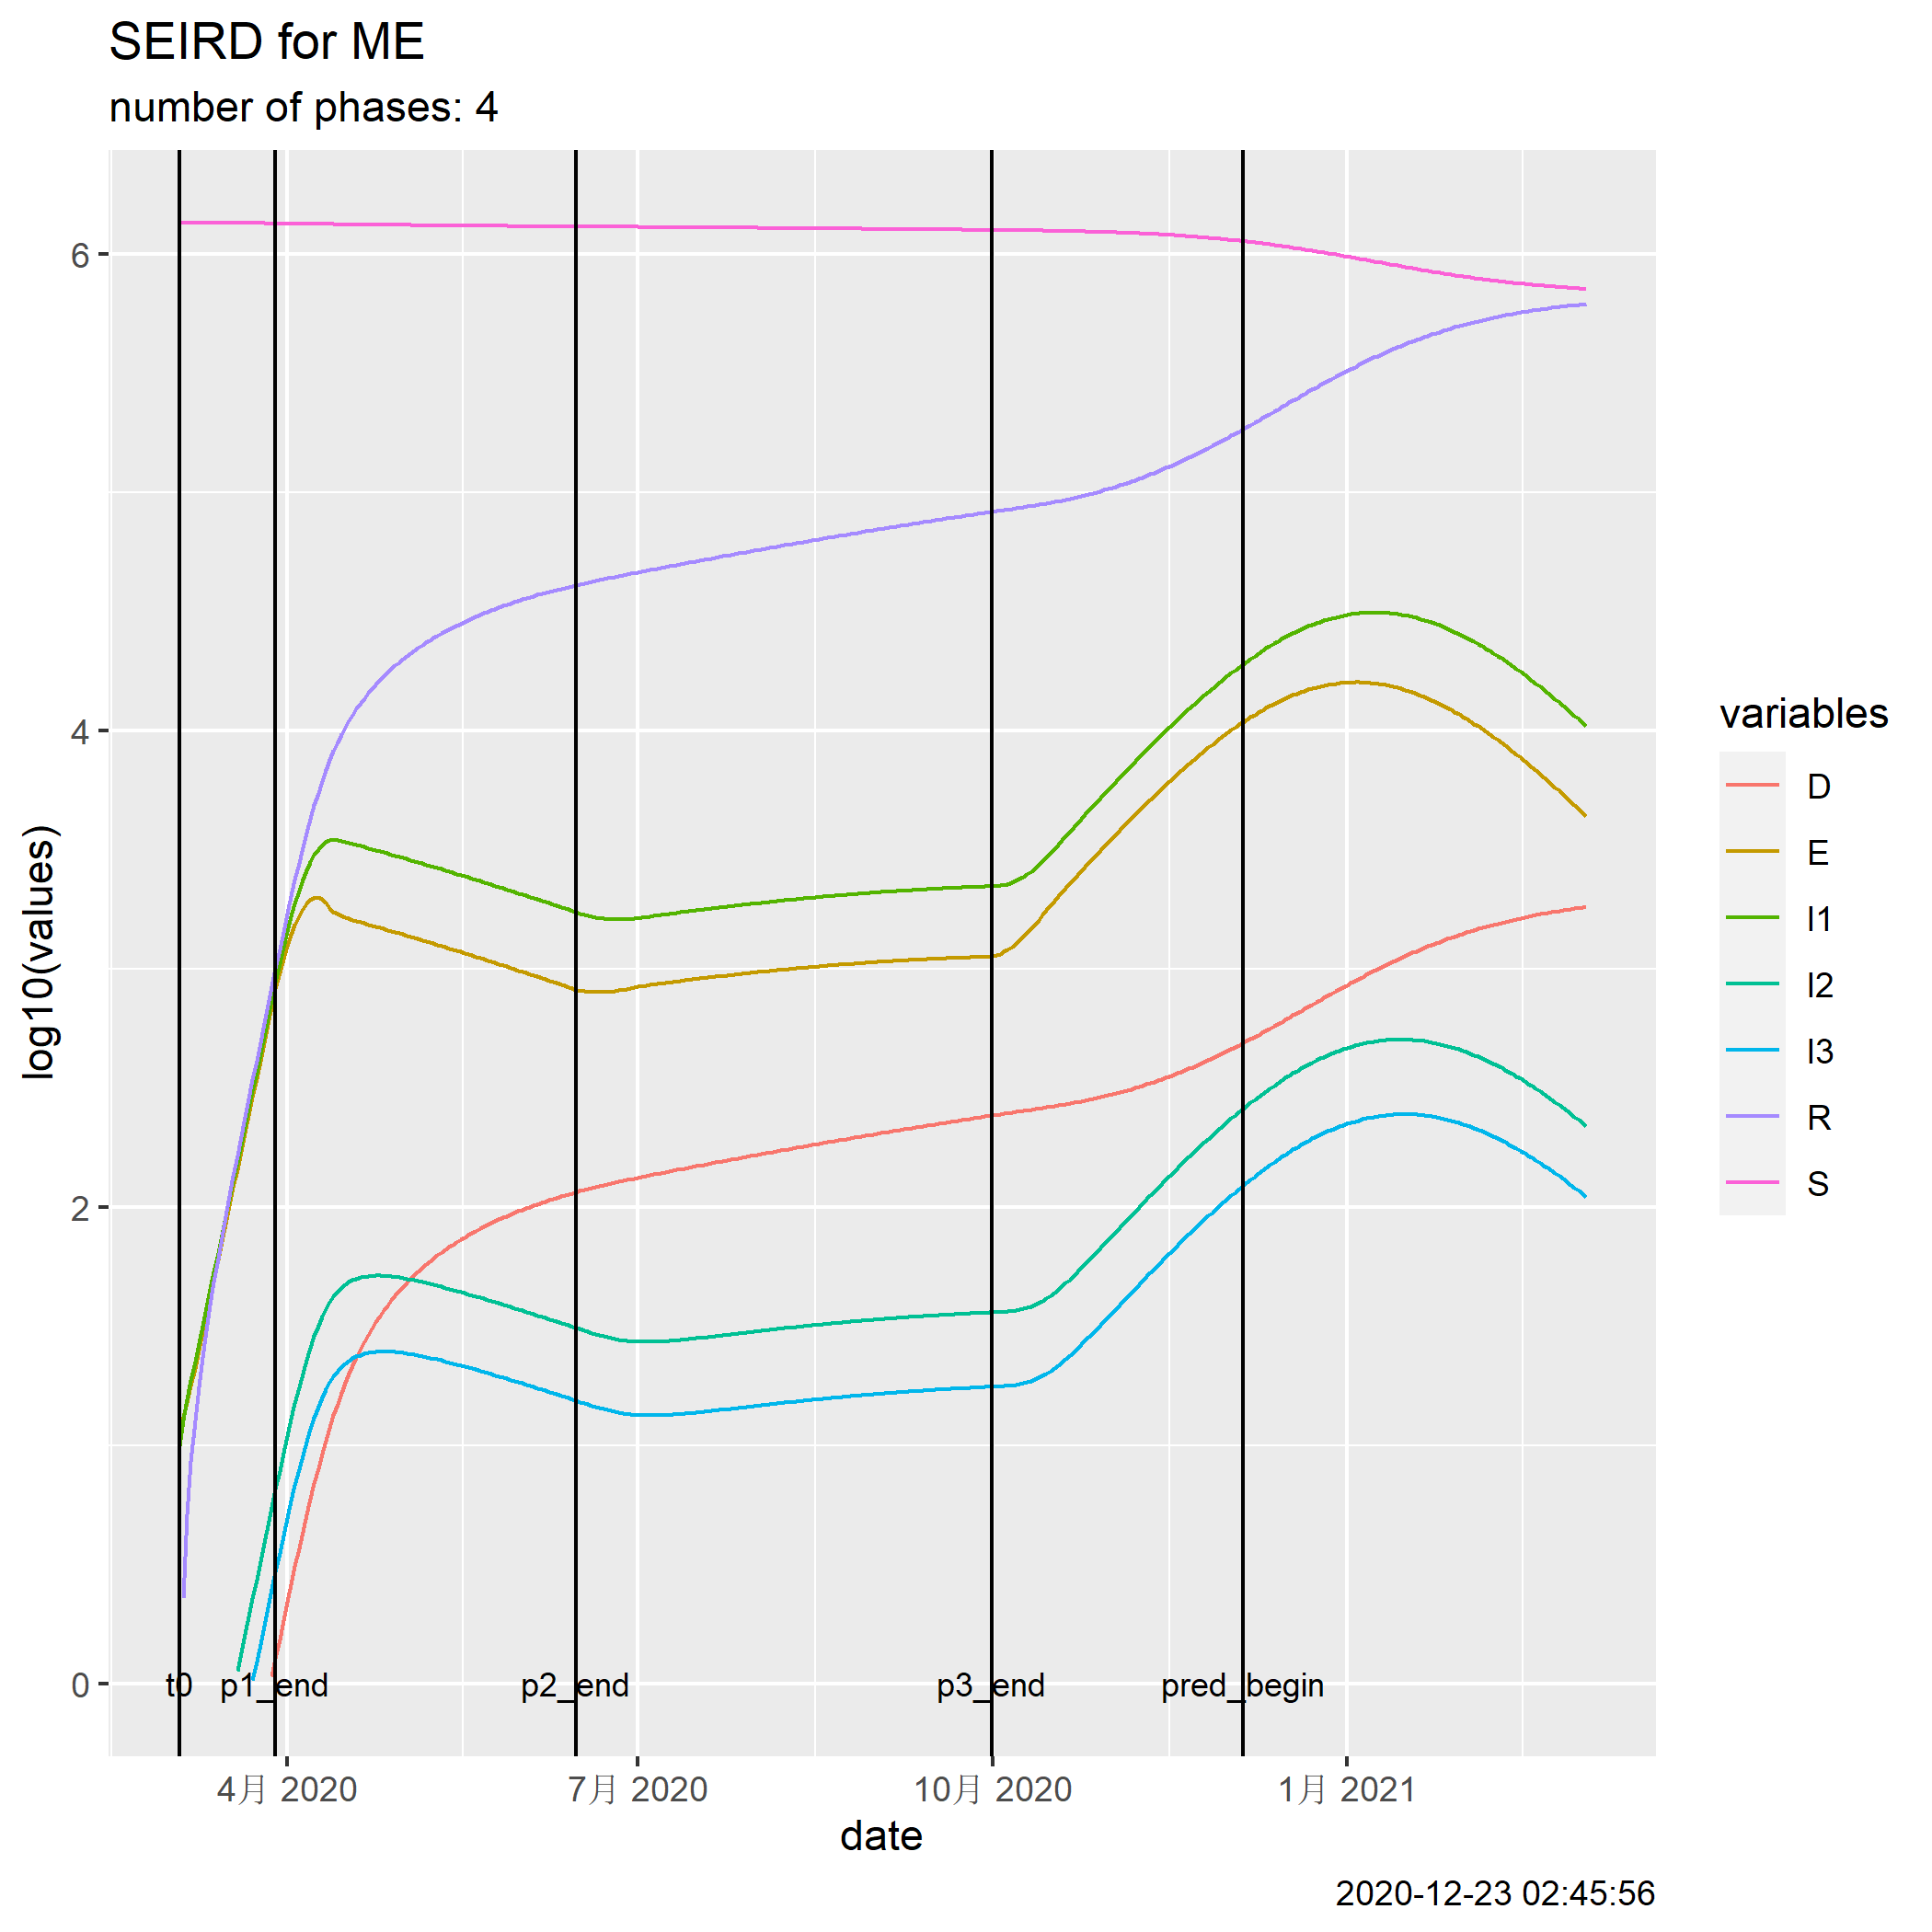 SEIRD for ME
number of phases: 4
log10(values)
6
4
2
0
t0 p1_end p2_end p3_end pred_begin
4月 2020 7月 2020 10月 2020 1月 2021
date
variables
D
E
I1
I2
I3
R
S
2020-12-23 02:45:56